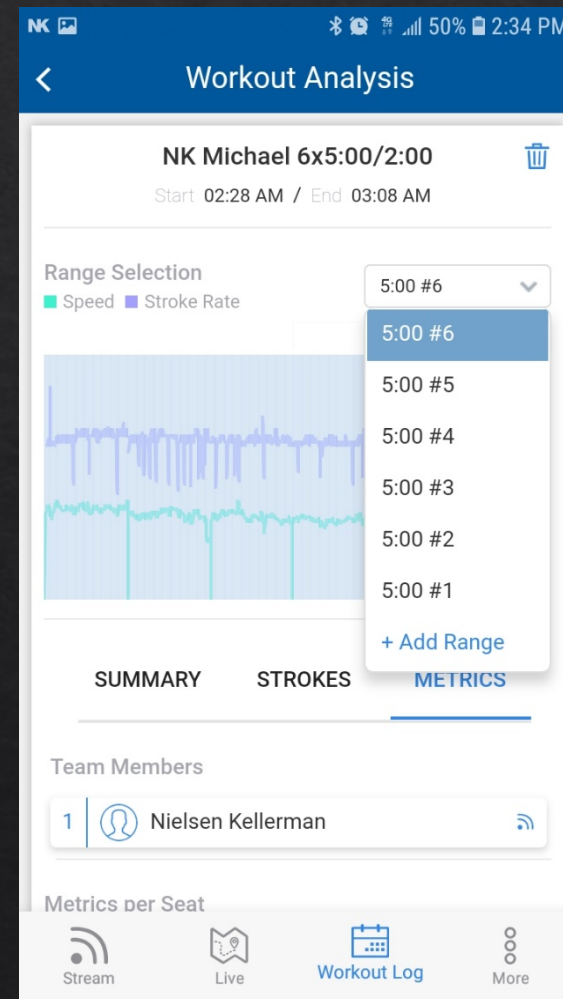 NK 4G LTE 50% 2:34 PM
Workout Analysis
NK Michael 6x5:00/2:00
Start 02:28 AM / End 03:08 AM
Range Selection
Speed Stroke Rate
5:00 #6
5:00 #6
5:00 #5
5:00 #4
5:00 #3
5:00 #2
5:00 #1
+ Add Range
SUMMARY STROKES METRICS
Team Members
1 Nielsen Kellerman
Metrics per Seat
Stream Live Workout Log More